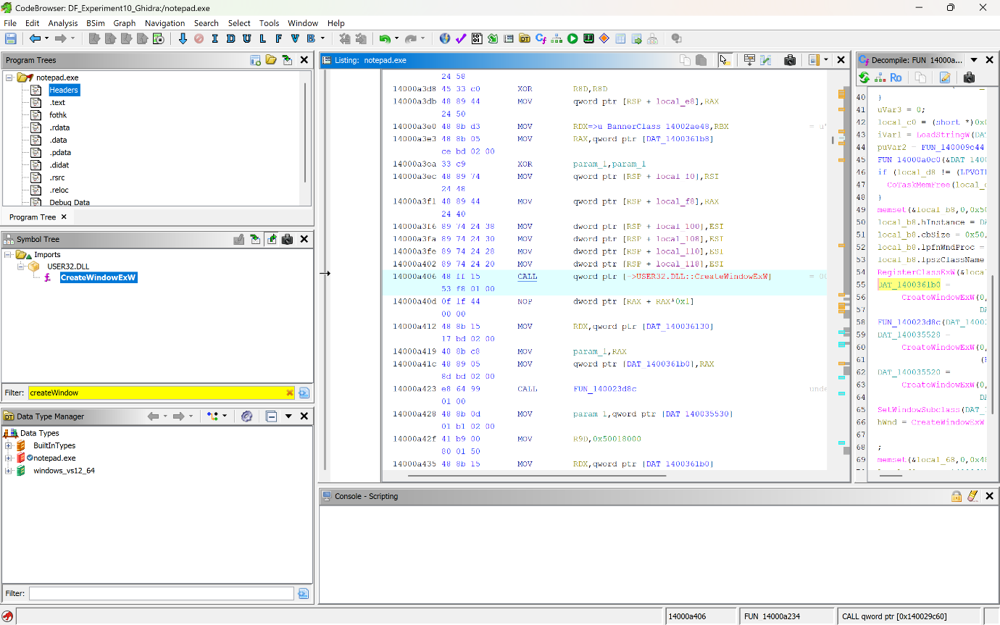 CodeBrowser: DF_Experiment10_Ghidra:/notepad.exe
File Edit Analysis BSim Graph Navigation Search Select Tools Window Help
I D U L F V B
Program Trees
notepad.exe
Headers
.text
fothk
.rdata
.data
.pdata
.didat
.rsrc
.reloc
Debug Data
Program Tree
Symbol Tree
Imports
USER32.DLL
CreateWindowExW
Filter: createWindow
Data Type Manager
Data Types
BuiltInTypes
notepad.exe
windows_vs12_64
Filter:
Listing: notepad.exe
24 58
14000a3d8 45 33 c0 XOR R8D,R8D
14000a3db 48 89 44 MOV qword ptr [RSP + local_e8],RAX
24 50
14000a3e0 48 8b d3 MOV RDX=>u_BannerClass_14002ae48,RBX = u"
14000a3e3 48 8b 05 MOV RAX,qword ptr [DAT_1400361b8]
ce bd 02 00
14000a3ea 33 c9 XOR param_1,param_1
14000a3ec 48 89 74 MOV qword ptr [RSP + local_f0],RSI
24 48
14000a3f1 48 89 44 MOV qword ptr [RSP + local_f8],RAX
24 40
14000a3f6 89 74 24 38 MOV dword ptr [RSP + local_100],ESI
14000a3fa 89 74 24 30 MOV dword ptr [RSP + local_108],ESI
14000a3fe 89 74 24 28 MOV dword ptr [RSP + local_110],ESI
14000a402 89 74 24 20 MOV dword ptr [RSP + local_118],ESI
14000a406 48 ff 15 CALL qword ptr [->USER32.DLL::CreateWindowExW] = 00
53 f8 01 00
14000a40d 0f 1f 44 NOP dword ptr [RAX + RAX*0x1]
00 00
14000a412 48 8b 15 MOV RDX,qword ptr [DAT_140036130]
17 bd 02 00
14000a419 48 8b c8 MOV param_1,RAX
14000a41c 48 89 05 MOV qword ptr [DAT_1400361b0],RAX
8d bd 02 00
14000a423 e8 64 99 CALL FUN_140023d8c unde
01 00
14000a428 48 8b 0d MOV param_1,qword ptr [DAT_140035530]
01 b1 02 00
14000a42f 41 b9 00 MOV R9D,0x50018000
80 01 50
14000a435 48 8b 15 MOV RDX,qword ptr [DAT_1400361b0]
Decompile: FUN_14000a...
Ro
40 }
41 uVar3 = 0;
42 local_c0 = (short *)0x
43 iVar1 = LoadStringW(DA
44 puVar2 = FUN_140009e44
45 FUN_14000a0c0(&DAT_140
46 if (local_d8 != (LPVOI
47 CoTaskMemFree(local_
48 }
49 memset(&local_b8,0,0x5
50 local_b8.hInstance = D
51 local_b8.cbSize = 0x50
52 local_b8.lpfnWndProc =
53 local_b8.lpszClassName
54 RegisterClassExW(&loca
55 DAT_1400361b0 =
56 CreateWindowExW(0,
57 DA
58 FUN_140023d8c(DAT_1400
59 DAT_140035528 =
60 CreateWindowExW(0,
61 (
62 DAT_140035520 =
63 CreateWindowExW(0,
64 DA
65 SetWindowSubclass(DAT_
66 hWnd = CreateWindowExW
67
68 ;
69 memset(&local_68,0,0x48
Console - Scripting
14000a406 FUN_14000a234 CALL qword ptr [0x140029c60]